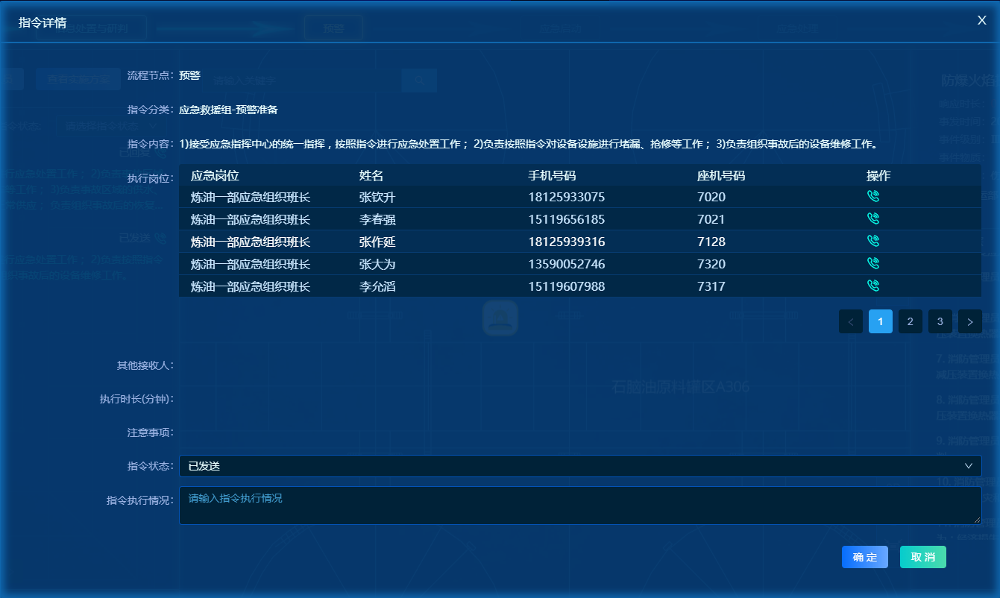 指令详情
X
流程节点： 预警
指令分类： 应急救援组-预警准备
指令内容： 1)接受应急指挥中心的统一指挥，按照指令进行应急处置工作； 2)负责按照指令对设备设施进行堵漏、抢修等工作； 3)负责组织事故后的设备维修工作。
执行岗位： 应急岗位 姓名 手机号码 座机号码 操作
炼油一部应急组织班长 张钦升 18125933075 7020
炼油一部应急组织班长 李春强 15119656185 7021
炼油一部应急组织班长 张作延 18125939316 7128
炼油一部应急组织班长 张大为 13590052746 7320
炼油一部应急组织班长 李允滔 15119607988 7317
< 1 2 3 >
石脑油原料罐区A306
其他接收人：
执行时长(分钟)：
注意事项：
指令状态： 已发送
指令执行情况： 请输入指令执行情况
确 定 取 消